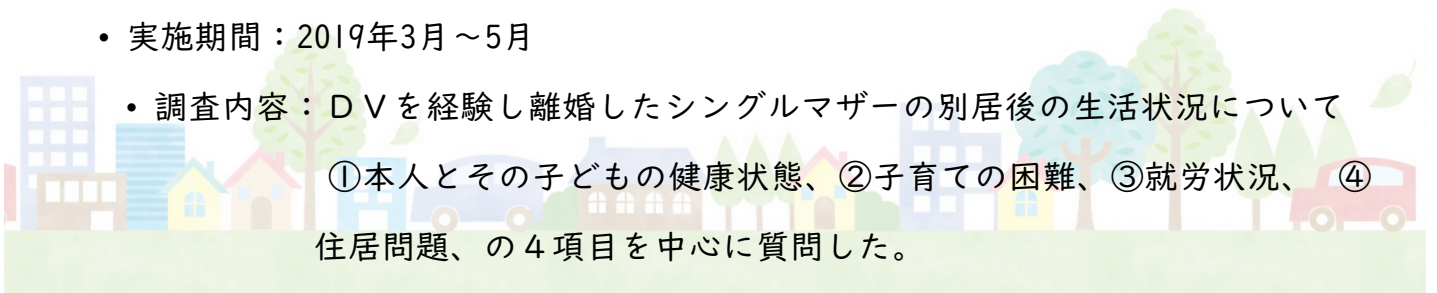 • 実施期間：2019年3月～5月
• 調査内容：ＤＶを経験し離婚したシングルマザーの別居後の生活状況について
①本人とその子どもの健康状態、②子育ての困難、③就労状況、　④
住居問題、の４項目を中心に質問した。